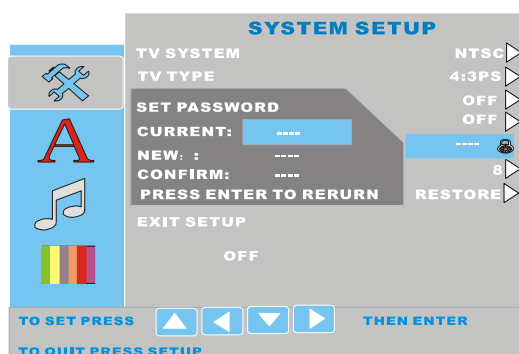 SYSTEM SETUP
TV SYSTEM NTSC
TV TYPE 4:3PS
OFF
OFF
SET PASSWORD
CURRENT: ----
----
NEW: : ----
CONFIRM: ----
8
PRESS ENTER TO RERURN
RESTORE
EXIT SETUP
OFF
A
TO SET PRESS THEN ENTER
TO QUIT PRESS SETUP